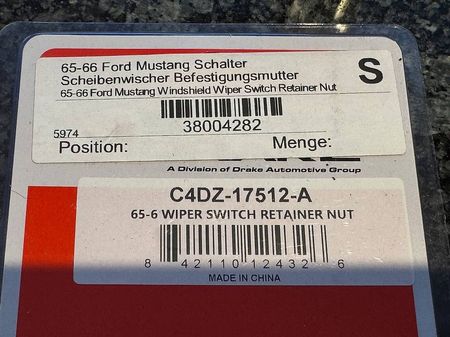 65-66 Ford Mustang Schalter
Scheibenwischer Befestigungsmutter
65-66 Ford Mustang Windshield Wiper Switch Retainer Nut
S
38004282
5974
Position: Menge:
A Division of Drake Automotive Group
C4DZ-17512-A
65-6 WIPER SWITCH RETAINER NUT
8 42110 12432 6
MADE IN CHINA